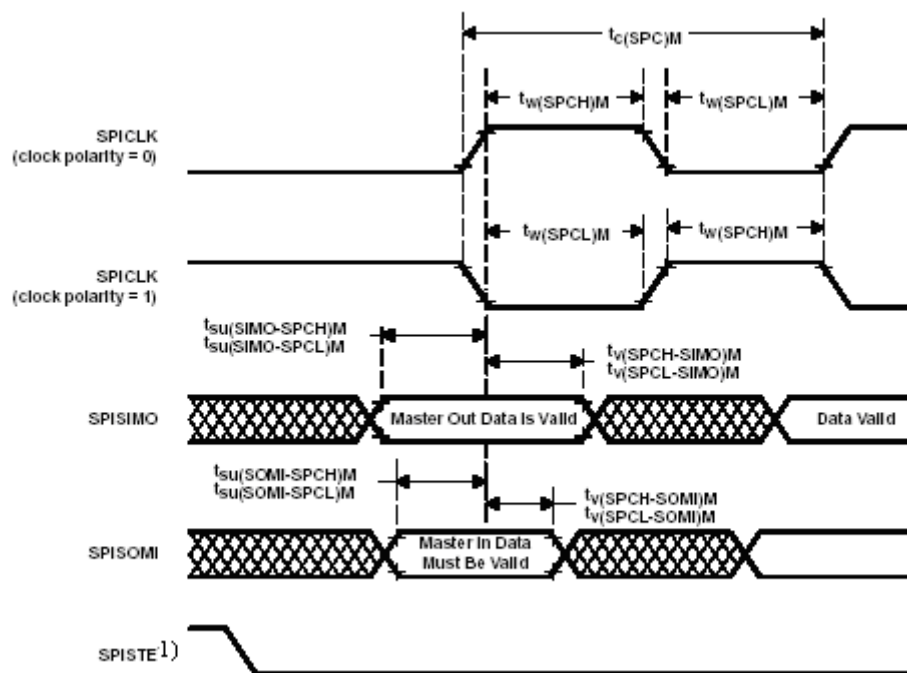 tc(SPC)M
tw(SPCH)M
tw(SPCL)M
SPICLK
(clock polarity = 0)
tw(SPCL)M
tw(SPCH)M
SPICLK
(clock polarity = 1)
tsu(SIMO-SPCH)M
tsu(SIMO-SPCL)M
tv(SPCH-SIMO)M
tv(SPCL-SIMO)M
SPISIMO
Master Out Data Is Valid
Data Valid
tsu(SOMI-SPCH)M
tsu(SOMI-SPCL)M
tv(SPCH-SOMI)M
tv(SPCL-SOMI)M
SPISOMI
Master In Data
Must Be Valid
SPISTE1)